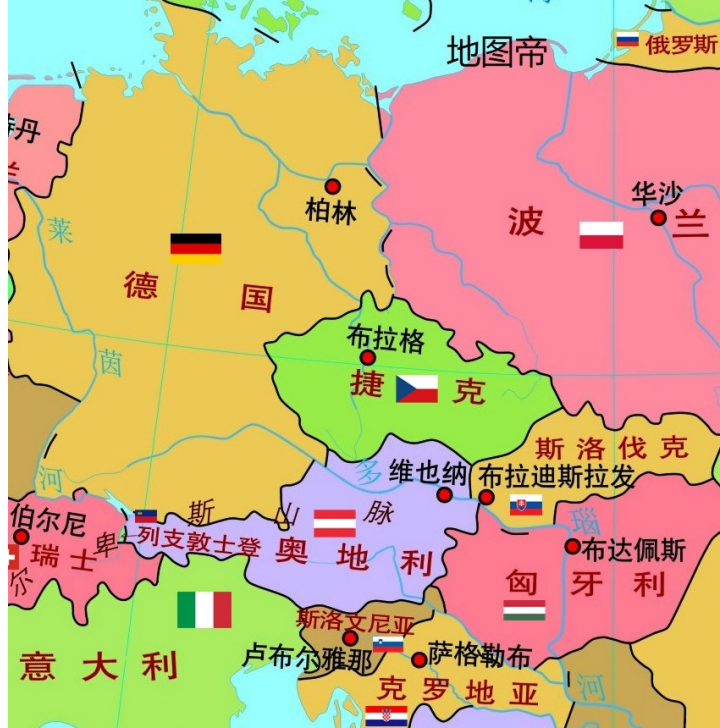 地图帝
俄罗斯
丹
兰
莱
柏林
华沙
波兰
德国
布拉格
捷克
茵
斯洛伐克
多
维也纳
布拉迪斯拉发
河
斯
山
脉
瑙
伯尔尼
卑
列支敦士登
奥地利
布达佩斯
瑞士
尔
匈牙利
斯洛文尼亚
卢布尔雅那
萨格勒布
意大利
克罗地亚
河